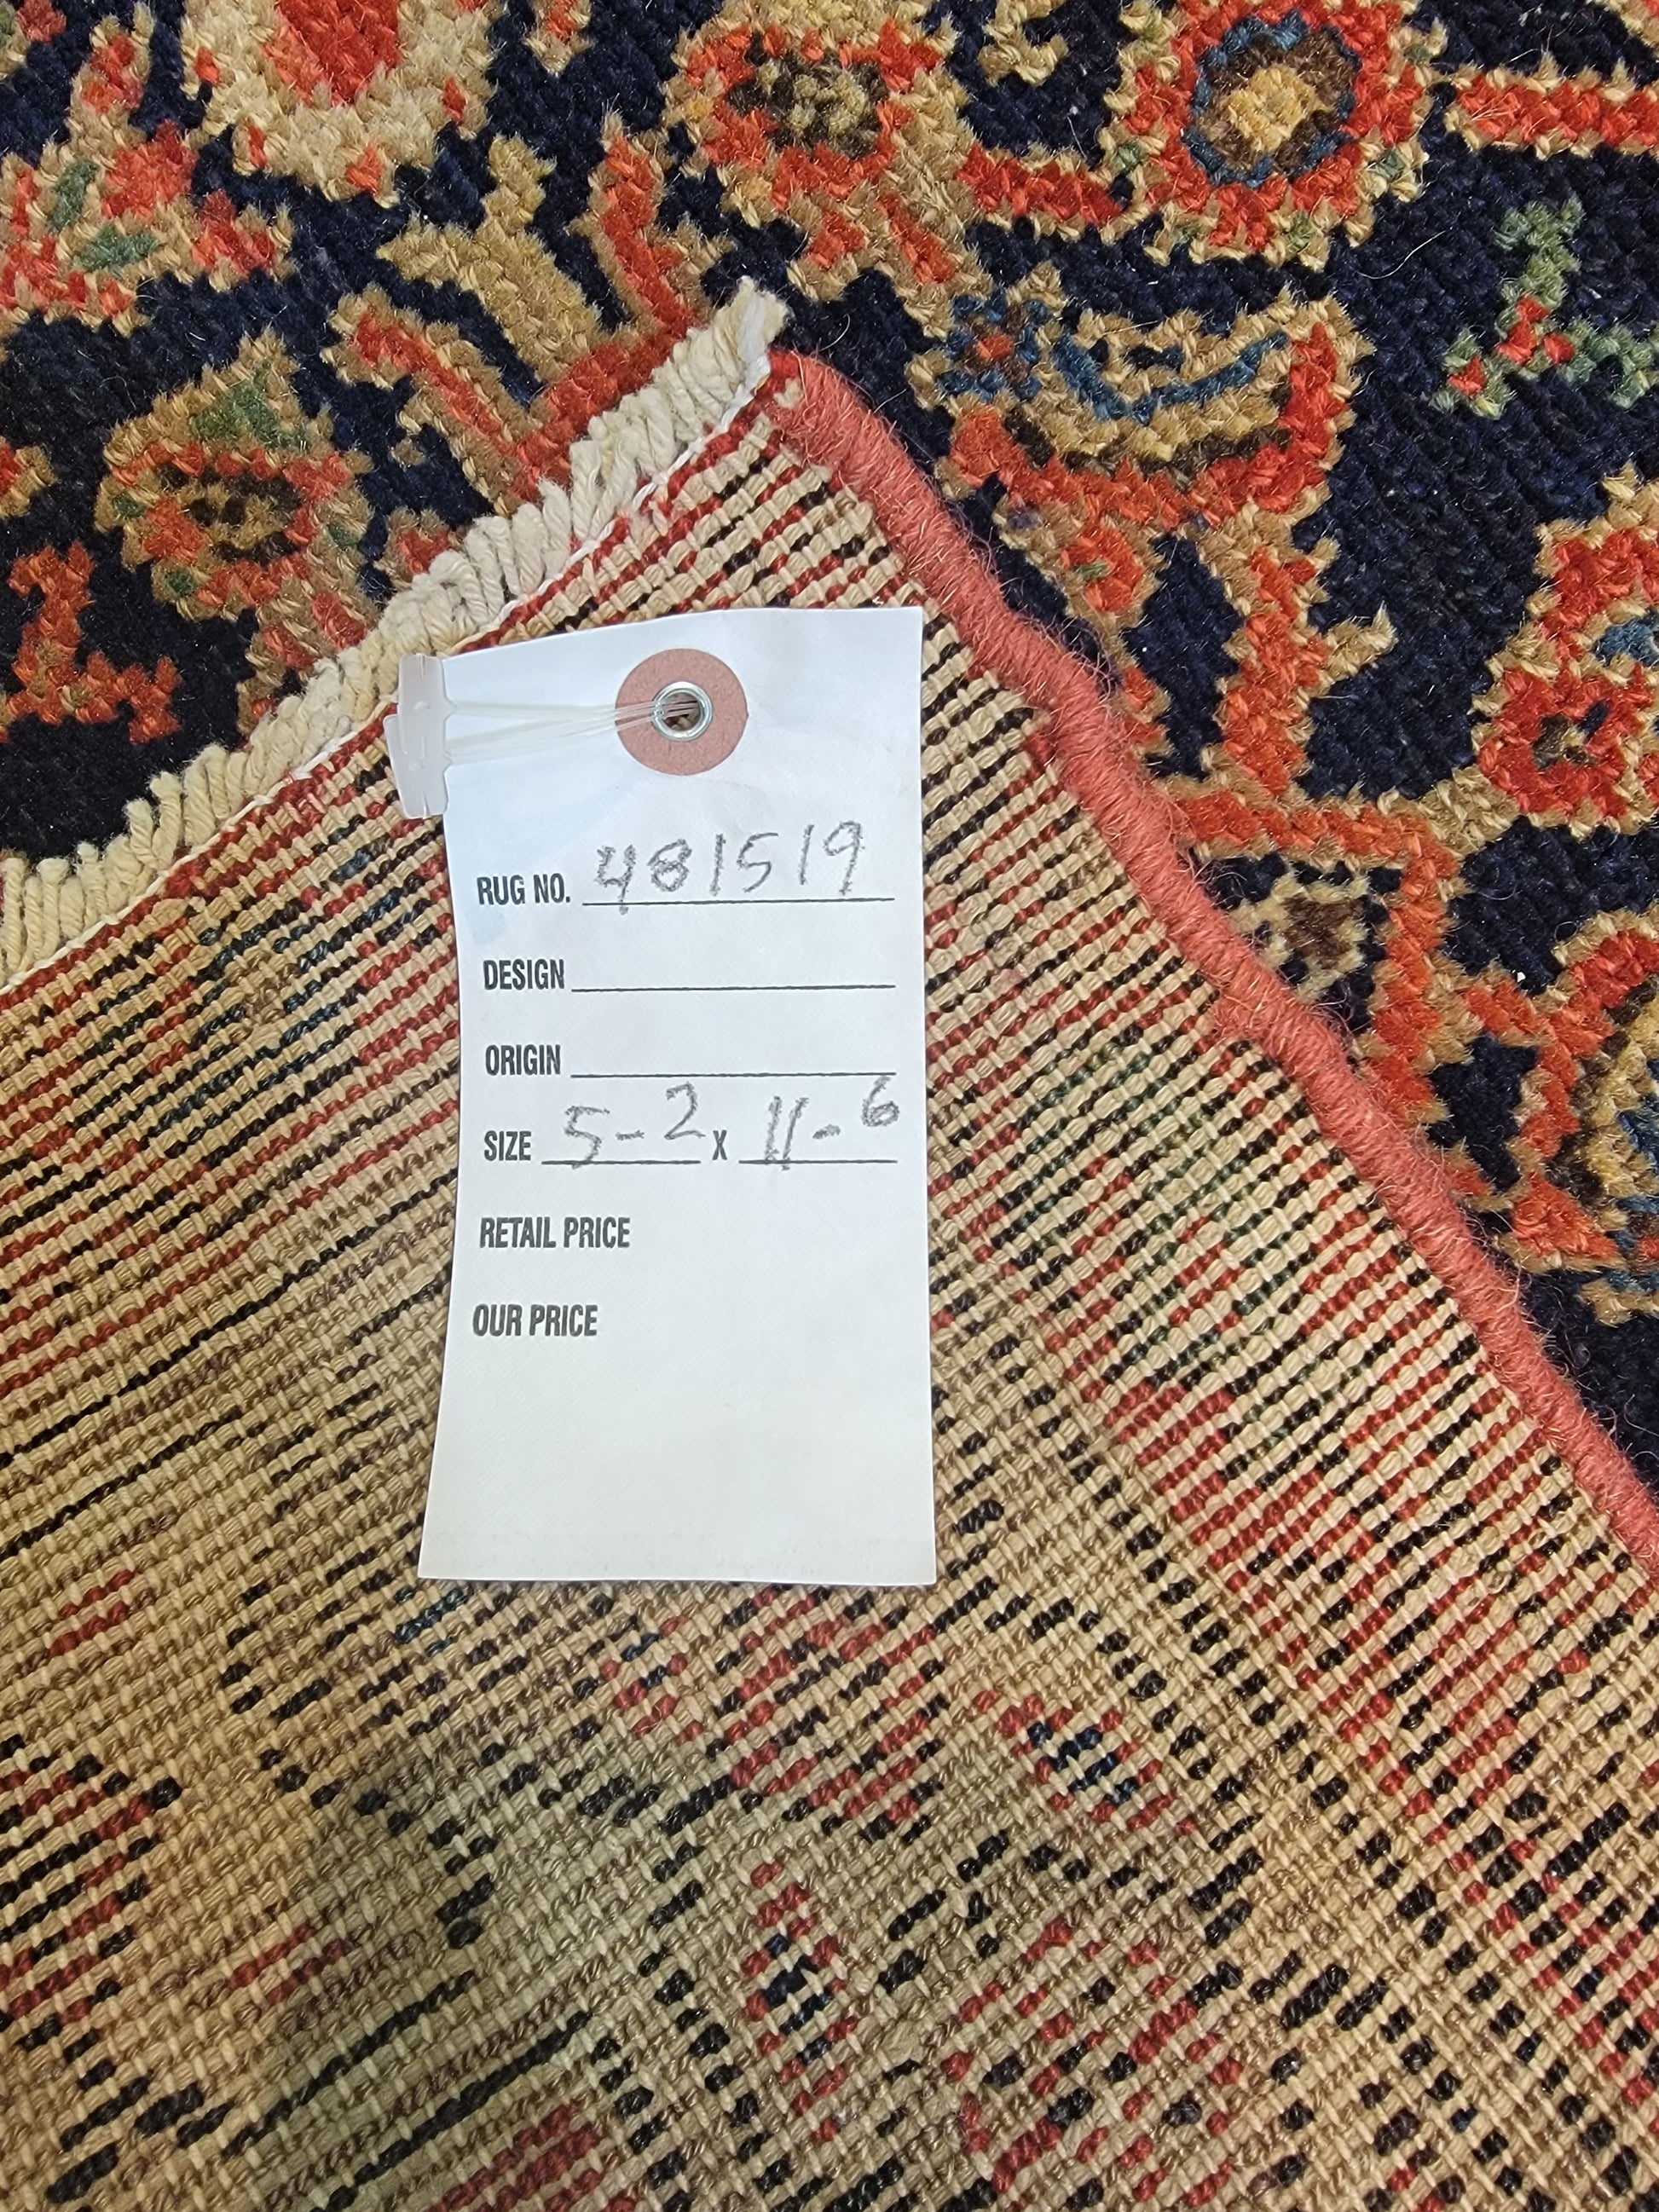 RUG NO. 481519
DESIGN
ORIGIN
SIZE 5-2 X 11-6
RETAIL PRICE
OUR PRICE